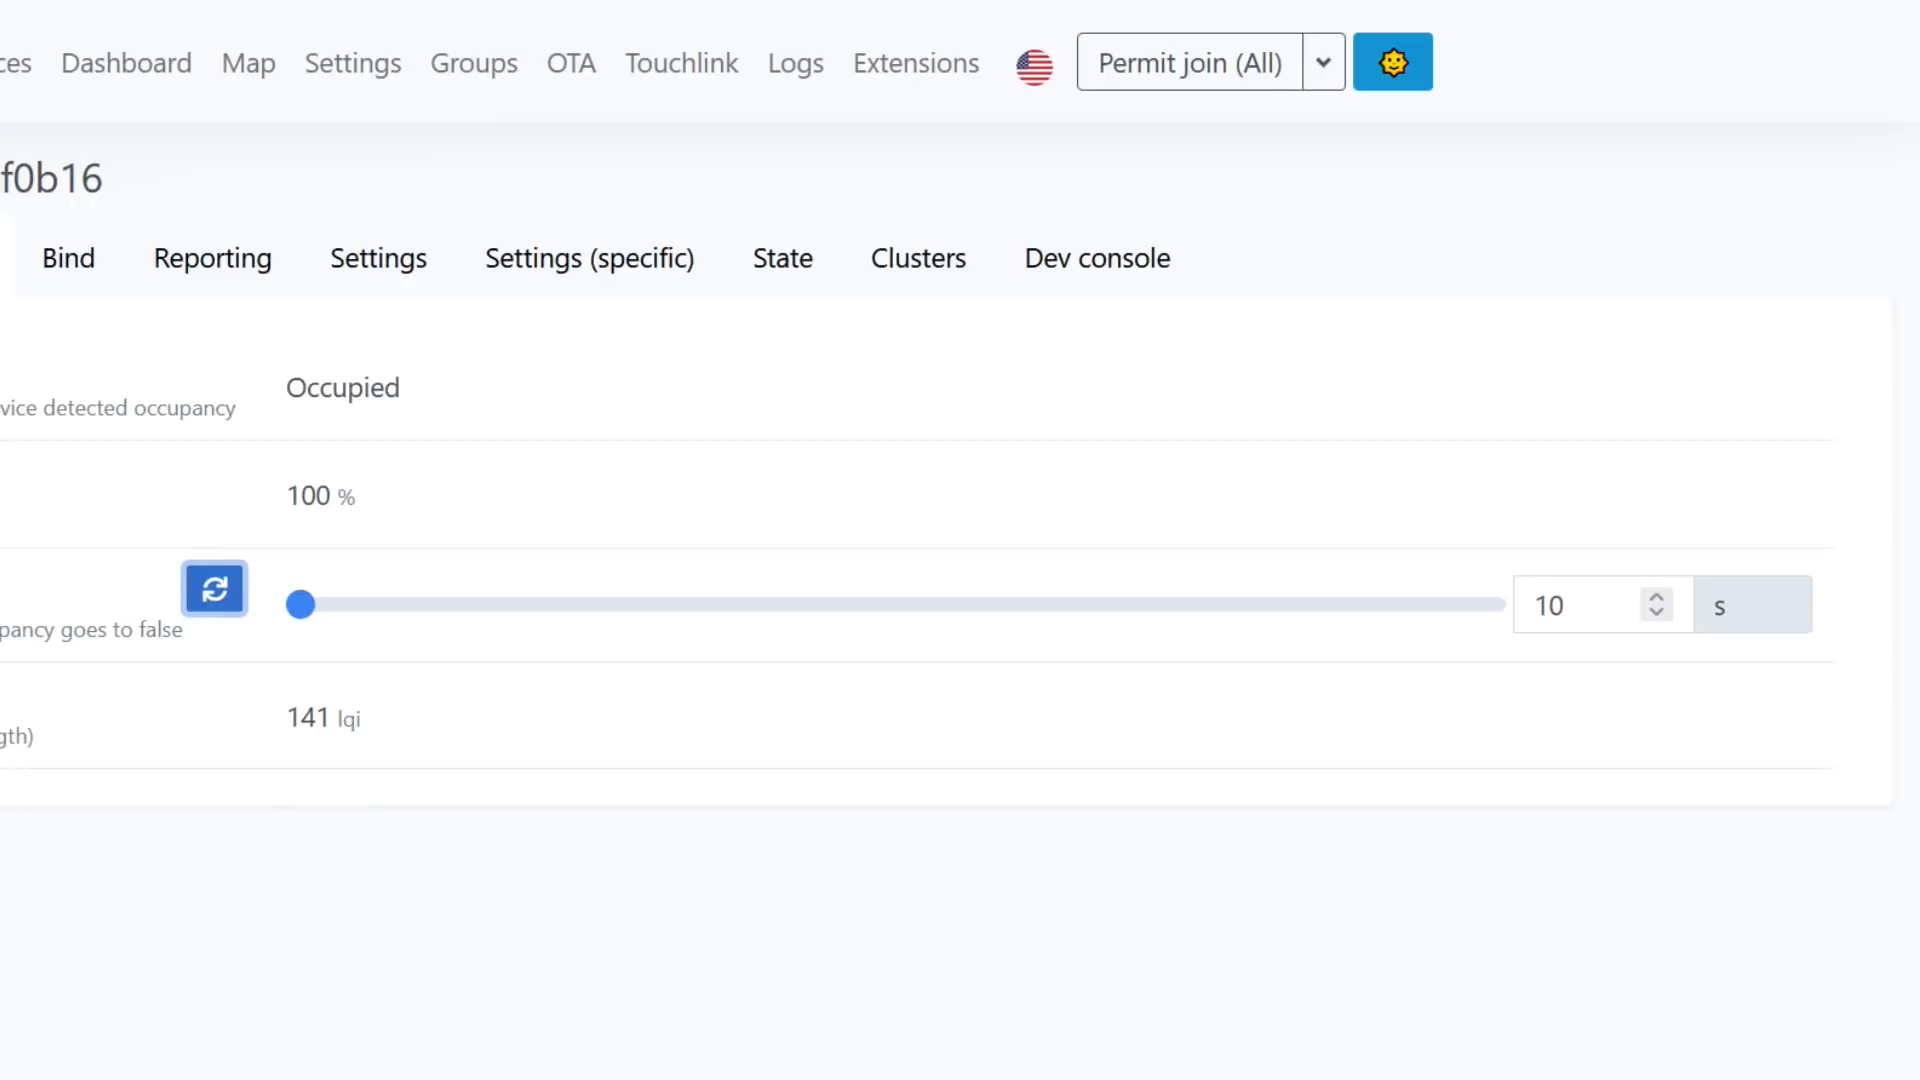 ces Dashboard Map Settings Groups OTA Touchlink Logs Extensions Permit join (All)
f0b16
Bind Reporting Settings Settings (specific) State Clusters Dev console
Occupied
vice detected occupancy
100 %
10 s
pancy goes to false
141 lqi
gth)